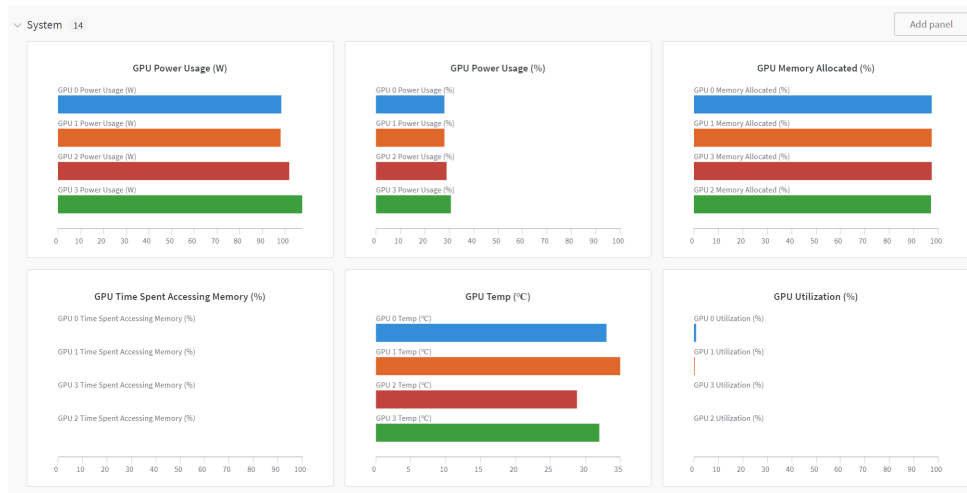 System 14
Add panel
GPU Power Usage (W)
GPU 0 Power Usage (W)
GPU 1 Power Usage (W)
GPU 2 Power Usage (W)
GPU 3 Power Usage (W)
0 10 20 30 40 50 60 70 80 90 100
GPU Power Usage (%)
GPU 0 Power Usage (%)
GPU 1 Power Usage (%)
GPU 2 Power Usage (%)
GPU 3 Power Usage (%)
0 10 20 30 40 50 60 70 80 90 100
GPU Memory Allocated (%)
GPU 0 Memory Allocated (%)
GPU 1 Memory Allocated (%)
GPU 3 Memory Allocated (%)
GPU 2 Memory Allocated (%)
0 10 20 30 40 50 60 70 80 90 100
GPU Time Spent Accessing Memory (%)
GPU 0 Time Spent Accessing Memory (%)
GPU 1 Time Spent Accessing Memory (%)
GPU 3 Time Spent Accessing Memory (%)
GPU 2 Time Spent Accessing Memory (%)
0 10 20 30 40 50 60 70 80 90 100
GPU Temp (℃)
GPU 0 Temp (℃)
GPU 1 Temp (℃)
GPU 2 Temp (℃)
GPU 3 Temp (℃)
0 5 10 15 20 25 30 35
GPU Utilization (%)
GPU 0 Utilization (%)
GPU 1 Utilization (%)
GPU 3 Utilization (%)
GPU 2 Utilization (%)
0 10 20 30 40 50 60 70 80 90 100